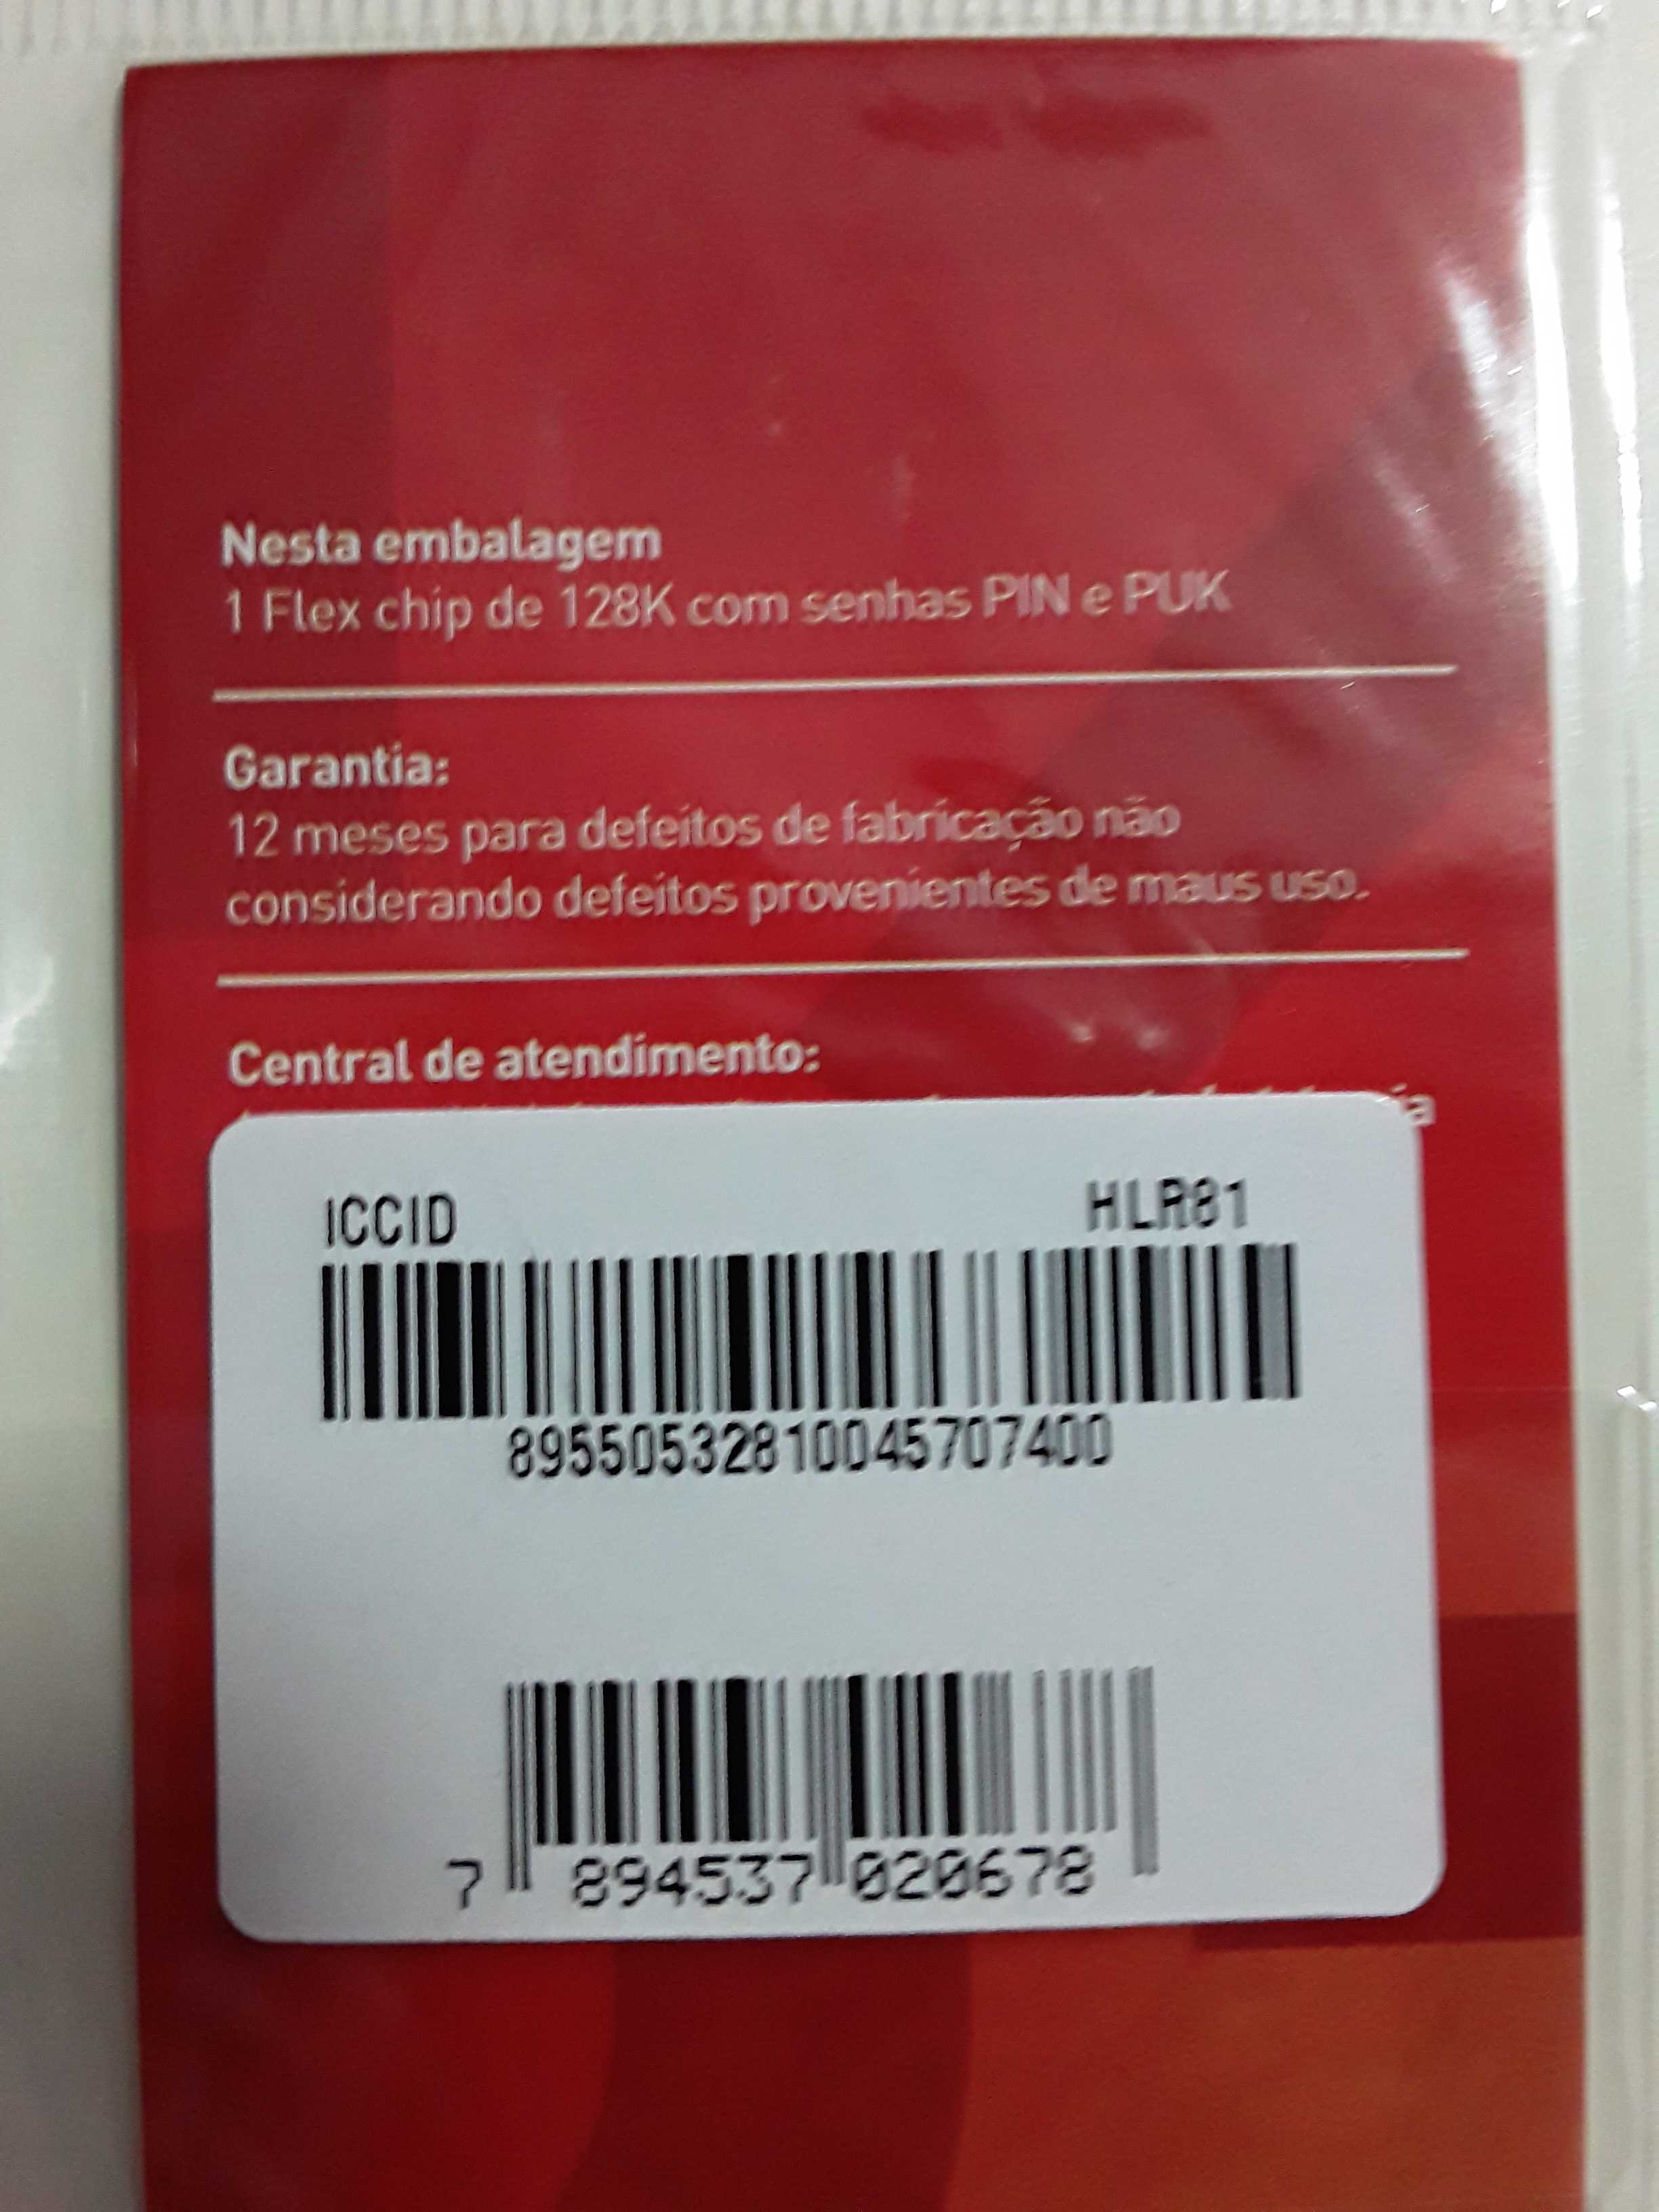 Nesta embalagem
1 Flex chip de 128K com senhas PIN e PUK
Garantia:
12 meses para defeitos de fabricação não
considerando defeitos provenientes de maus uso.
Central de atendimento:
ICCID HLR81
89550532810045707400
7 894537 020678